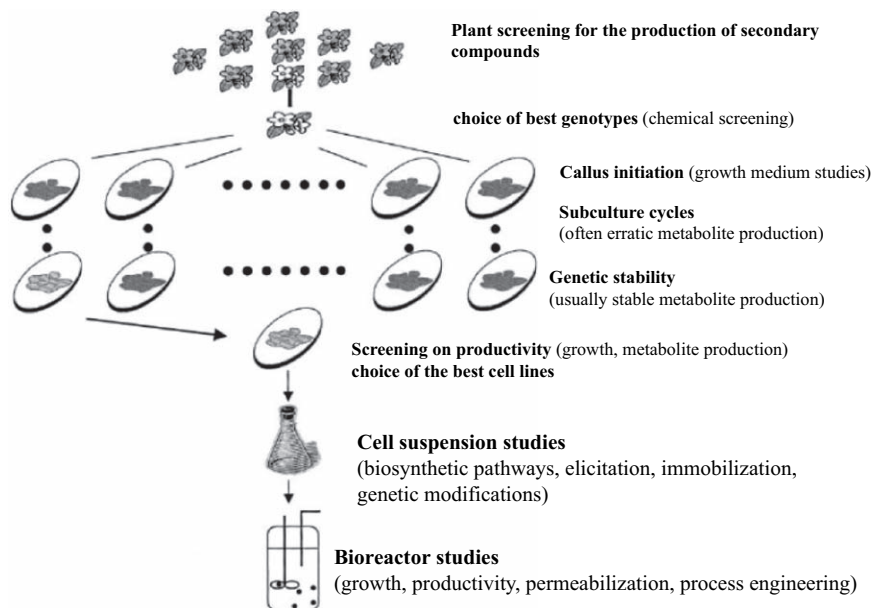 Plant screening for the production of secondary
compounds
choice of best genotypes (chemical screening)
Callus initiation (growth medium studies)
Subculture cycles
(often erratic metabolite production)
Genetic stability
(usually stable metabolite production)
Screening on productivity (growth, metabolite production)
choice of the best cell lines
Cell suspension studies
(biosynthetic pathways, elicitation, immobilization,
genetic modifications)
Bioreactor studies
(growth, productivity, permeabilization, process engineering)